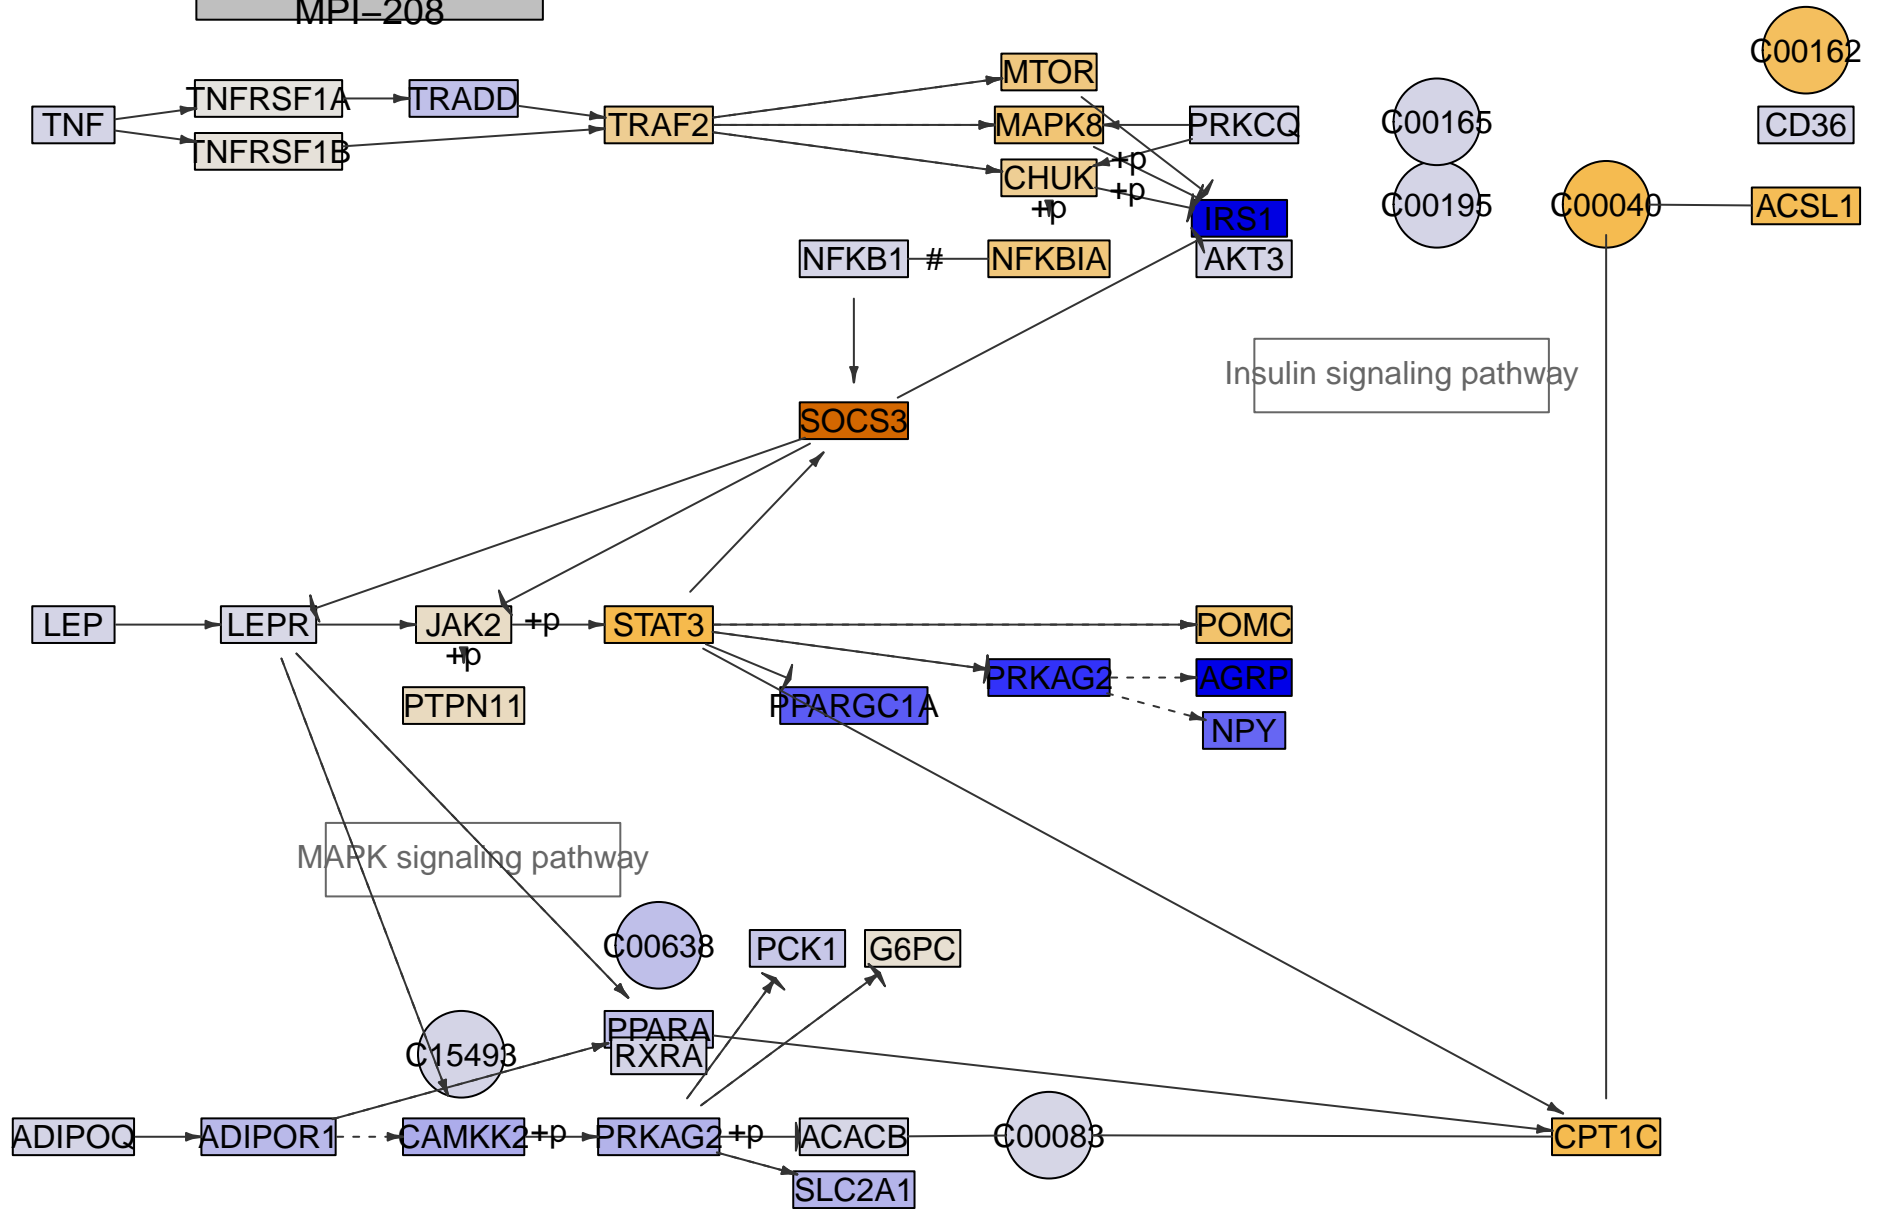 MPI–208
C00162
TNF
TNFRSF1A
TRADD
TNFRSF1B
TRAF2
MTOR
MAPK8
PRKCQ
C00165
CD36
+p
CHUK
+p
+p
IRS1
C00195
C00040
ACSL1
NFKB1
#
NFKBIA
AKT3
Insulin signaling pathway
SOCS3
LEP
LEPR
JAK2
+p
STAT3
POMC
+p
PTPN11
PPARGC1A
PRKAG2
AGRP
NPY
MAPK signaling pathway
C00638
PCK1
G6PC
PPARA
RXRA
C15493
ADIPOQ
ADIPOR1
CAMKK2
+p
PRKAG2
+p
ACACB
C00083
CPT1C
SLC2A1